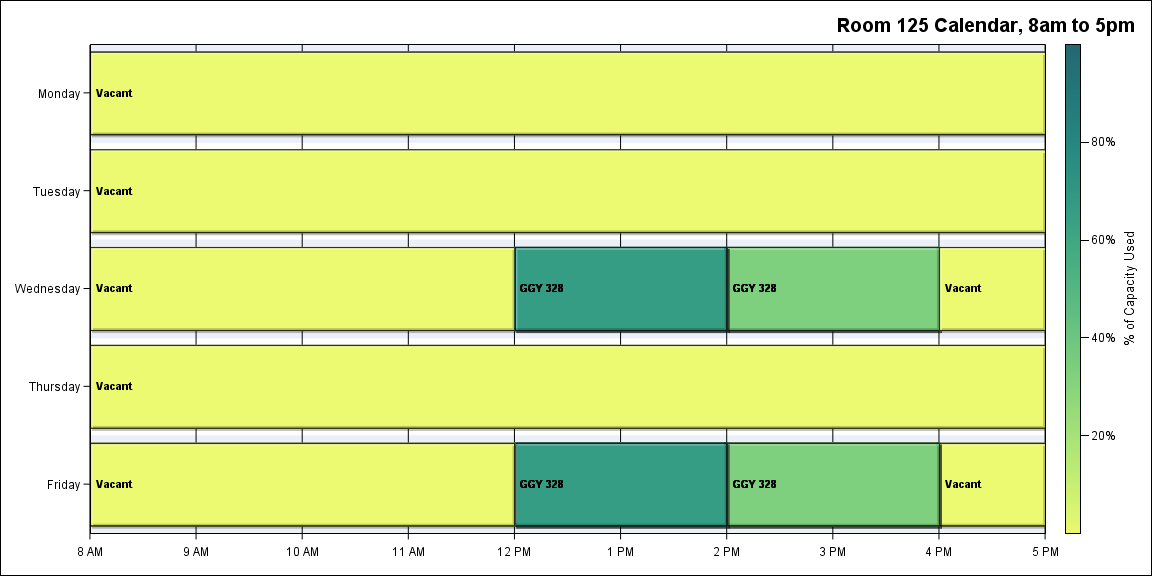 Room 125 Calendar, 8am to 5pm
Monday
Vacant
Tuesday
Vacant
Wednesday
Vacant
GGY 328
GGY 328
Vacant
Thursday
Vacant
Friday
Vacant
GGY 328
GGY 328
Vacant
8 AM
9 AM
10 AM
11 AM
12 PM
1 PM
2 PM
3 PM
4 PM
5 PM
80%
60%
40%
20%
% of Capacity Used